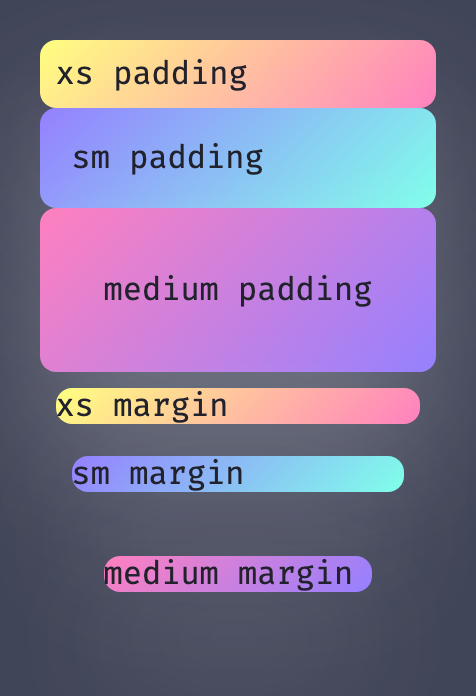 xs padding
sm padding
medium padding
xs margin
sm margin
medium margin